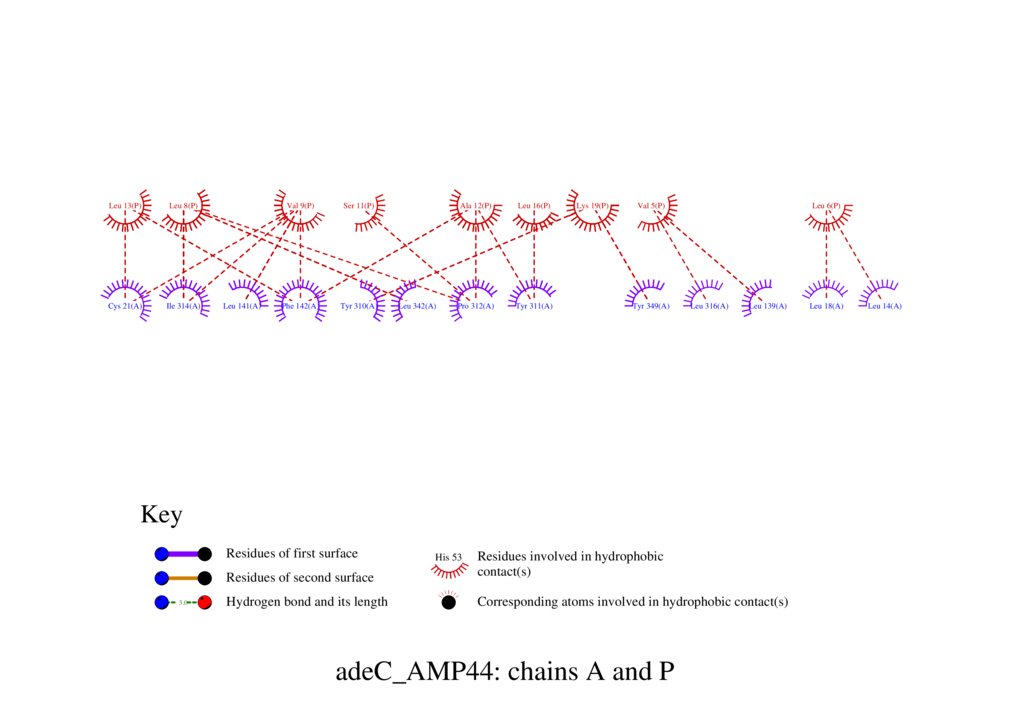 Leu 13(P) Leu 8(P) Val 9(P) Ser 11(P) Ala 12(P) Leu 16(P) Lys 19(P) Val 5(P) Leu 6(P)
Cys 21(A) Ile 314(A) Leu 141(A) Phe 142(A) Tyr 310(A) Leu 342(A) Pro 312(A) Tyr 311(A) Tyr 349(A) Leu 316(A) Leu 139(A) Leu 18(A) Leu 14(A)
Key
Residues of first surface
Residues of second surface
3.0
Hydrogen bond and its length
His 53
Residues involved in hydrophobic
contact(s)
Corresponding atoms involved in hydrophobic contact(s)
adeC_AMP44: chains A and P